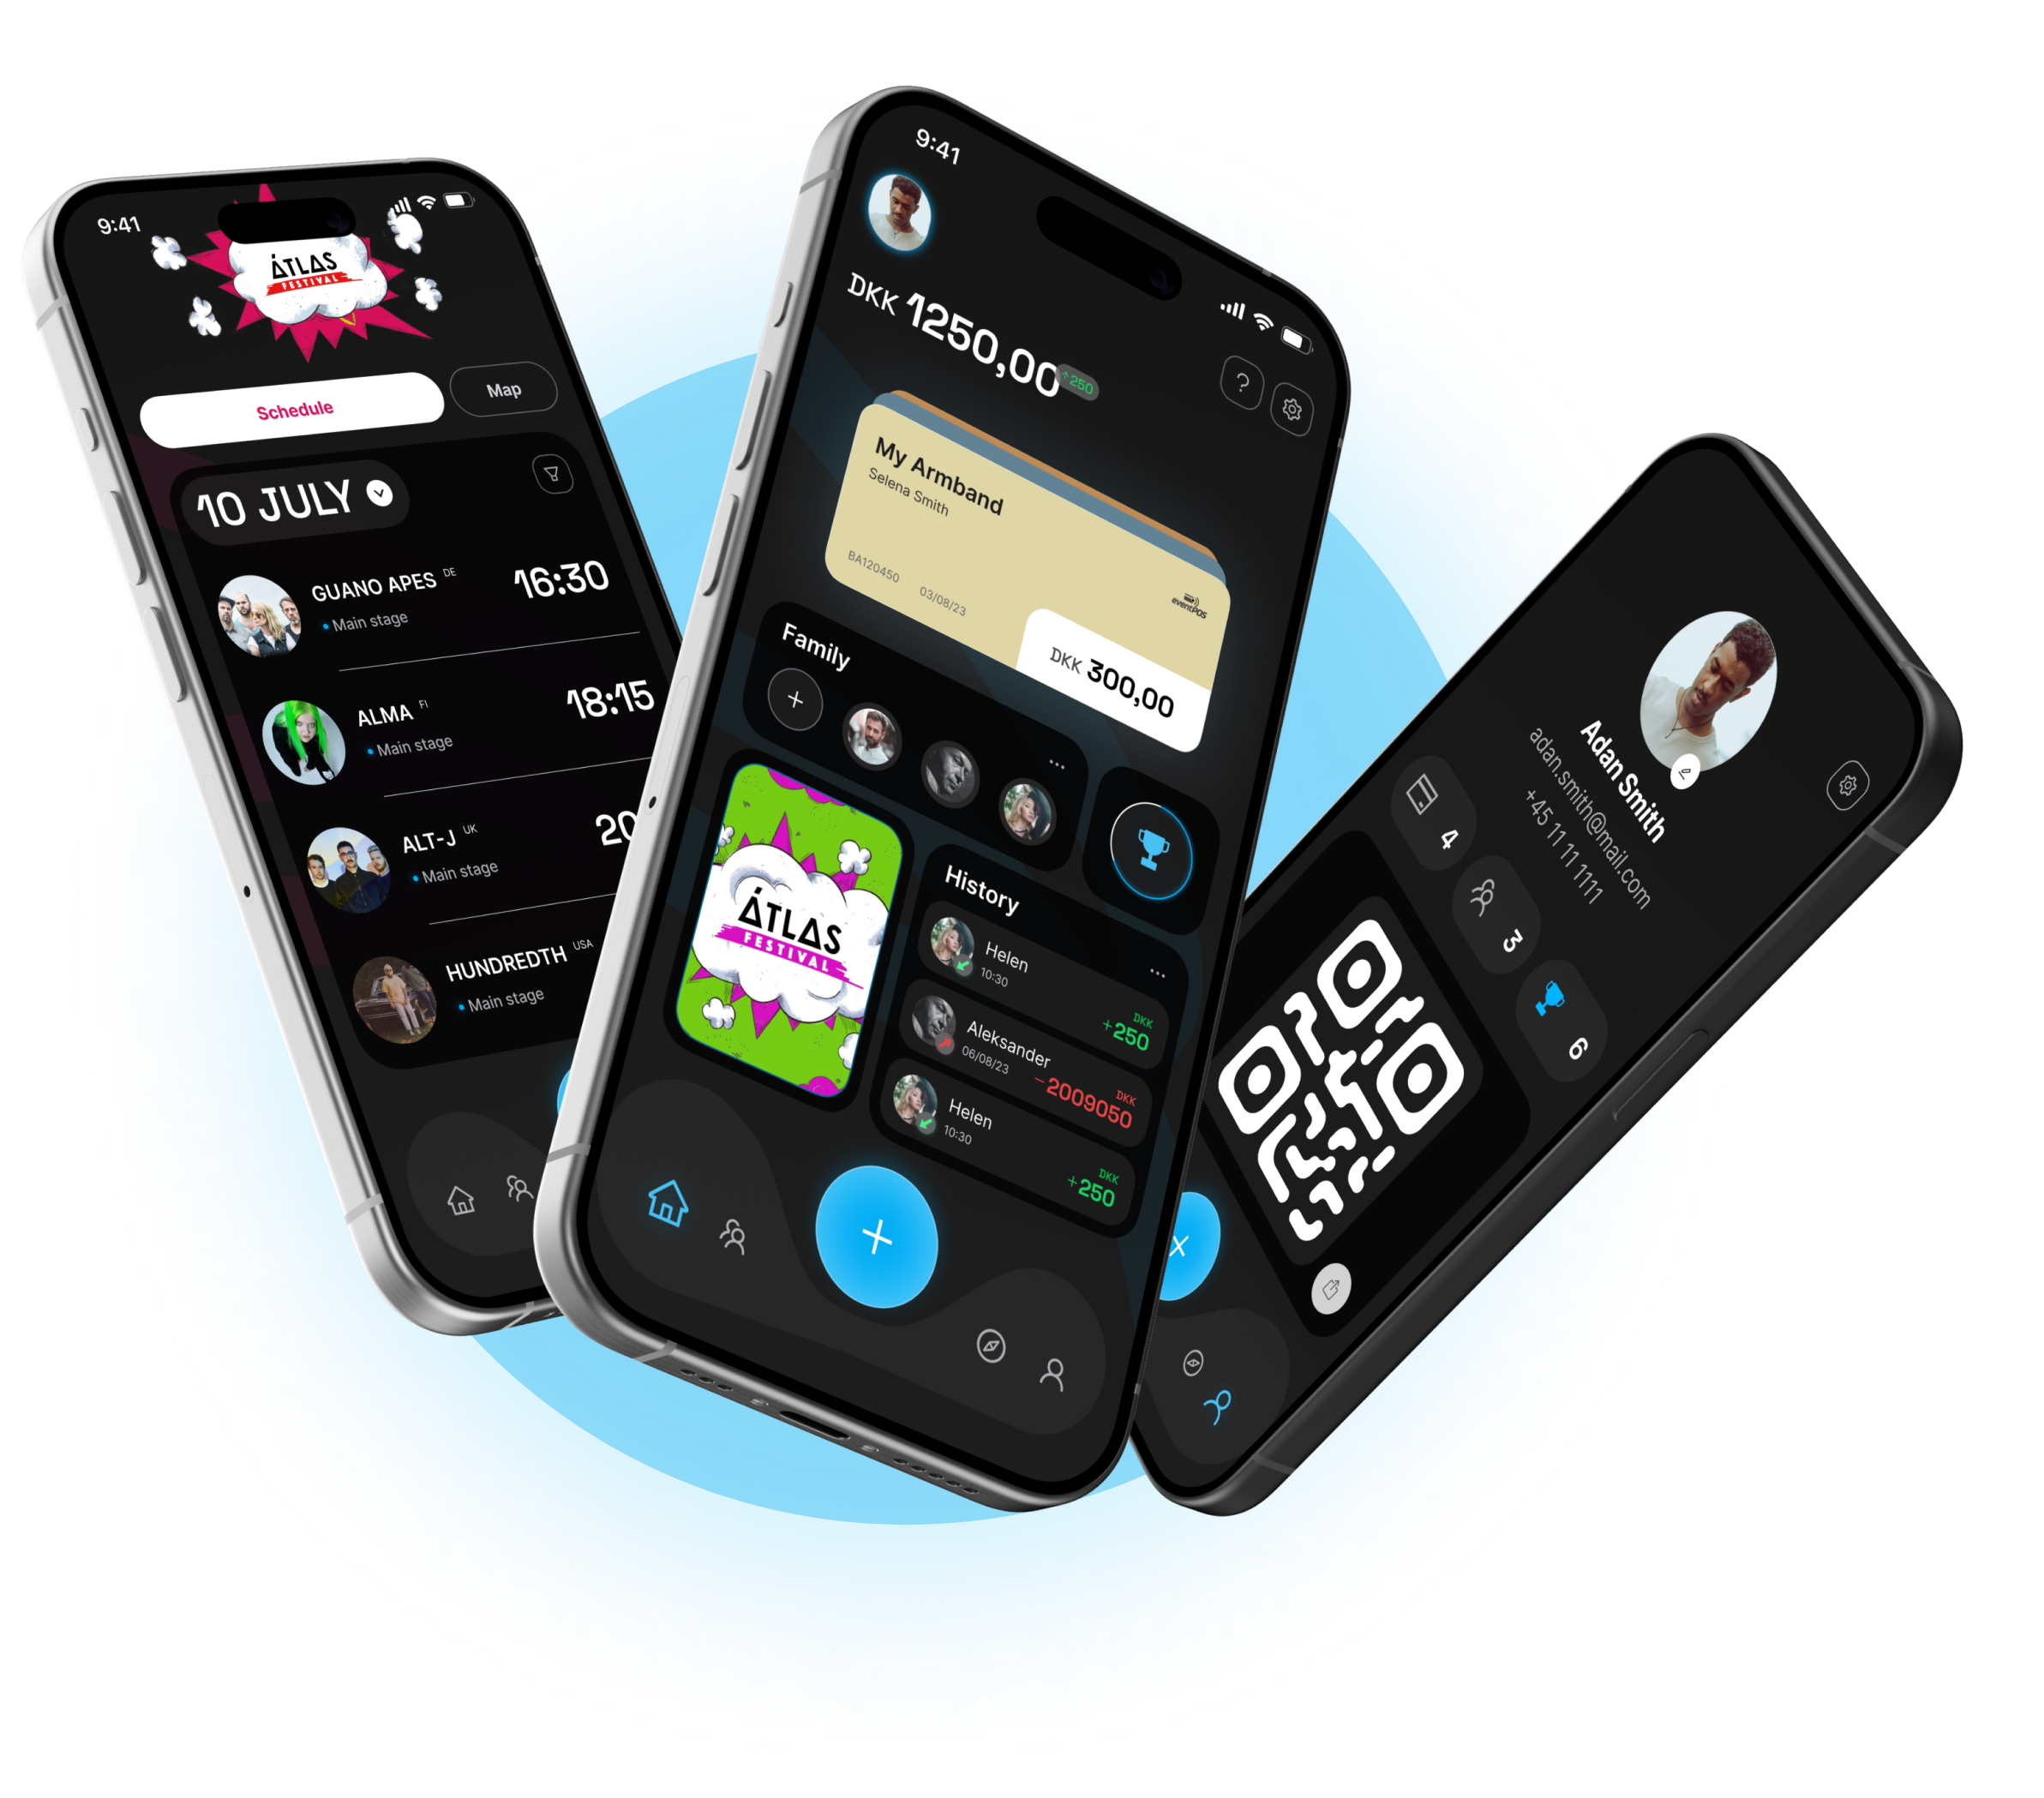 9:41
ÁTLAS
FESTIVAL
Schedule
Map
10 JULY
GUANO APES DE
Main stage
16:30
ALMA FI
Main stage
18:15
ALT-J UK
Main stage
20
HUNDREDTH USA
Main stage
9:41
DKK 1250,00
↑250
?
My Armband
Selena Smith
BA120450
03/08/23
eventPOS
DKK 300,00
Family
ÁTLAS
FESTIVAL
History
Helen
10:30
DKK
+250
Aleksander
06/08/23
DKK
−2009050
Helen
10:30
DKK
+250
Adan Smith
adan.smith@mail.com
+45 11 11 1111
4
3
6